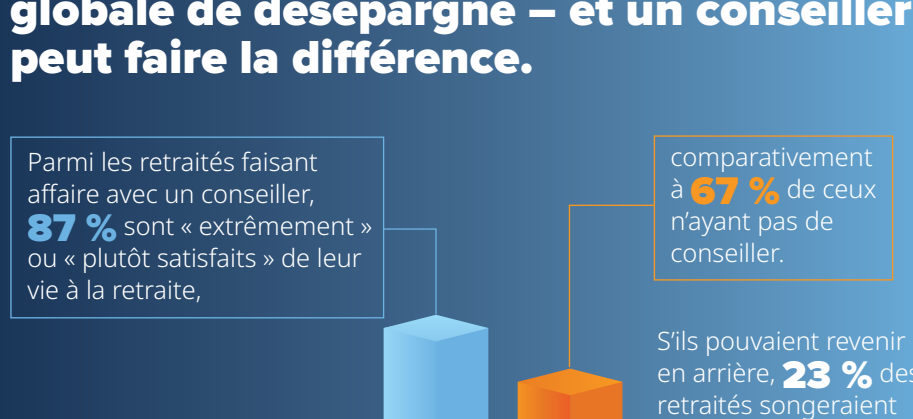 globale de désépargne – et un conseiller
peut faire la différence.
Parmi les retraités faisant
affaire avec un conseiller,
87 % sont « extrêmement »
ou « plutôt satisfaits » de leur
vie à la retraite,
comparativement
à 67 % de ceux
n'ayant pas de
conseiller.
S'ils pouvaient revenir
en arrière, 23 % des
retraités songeraient